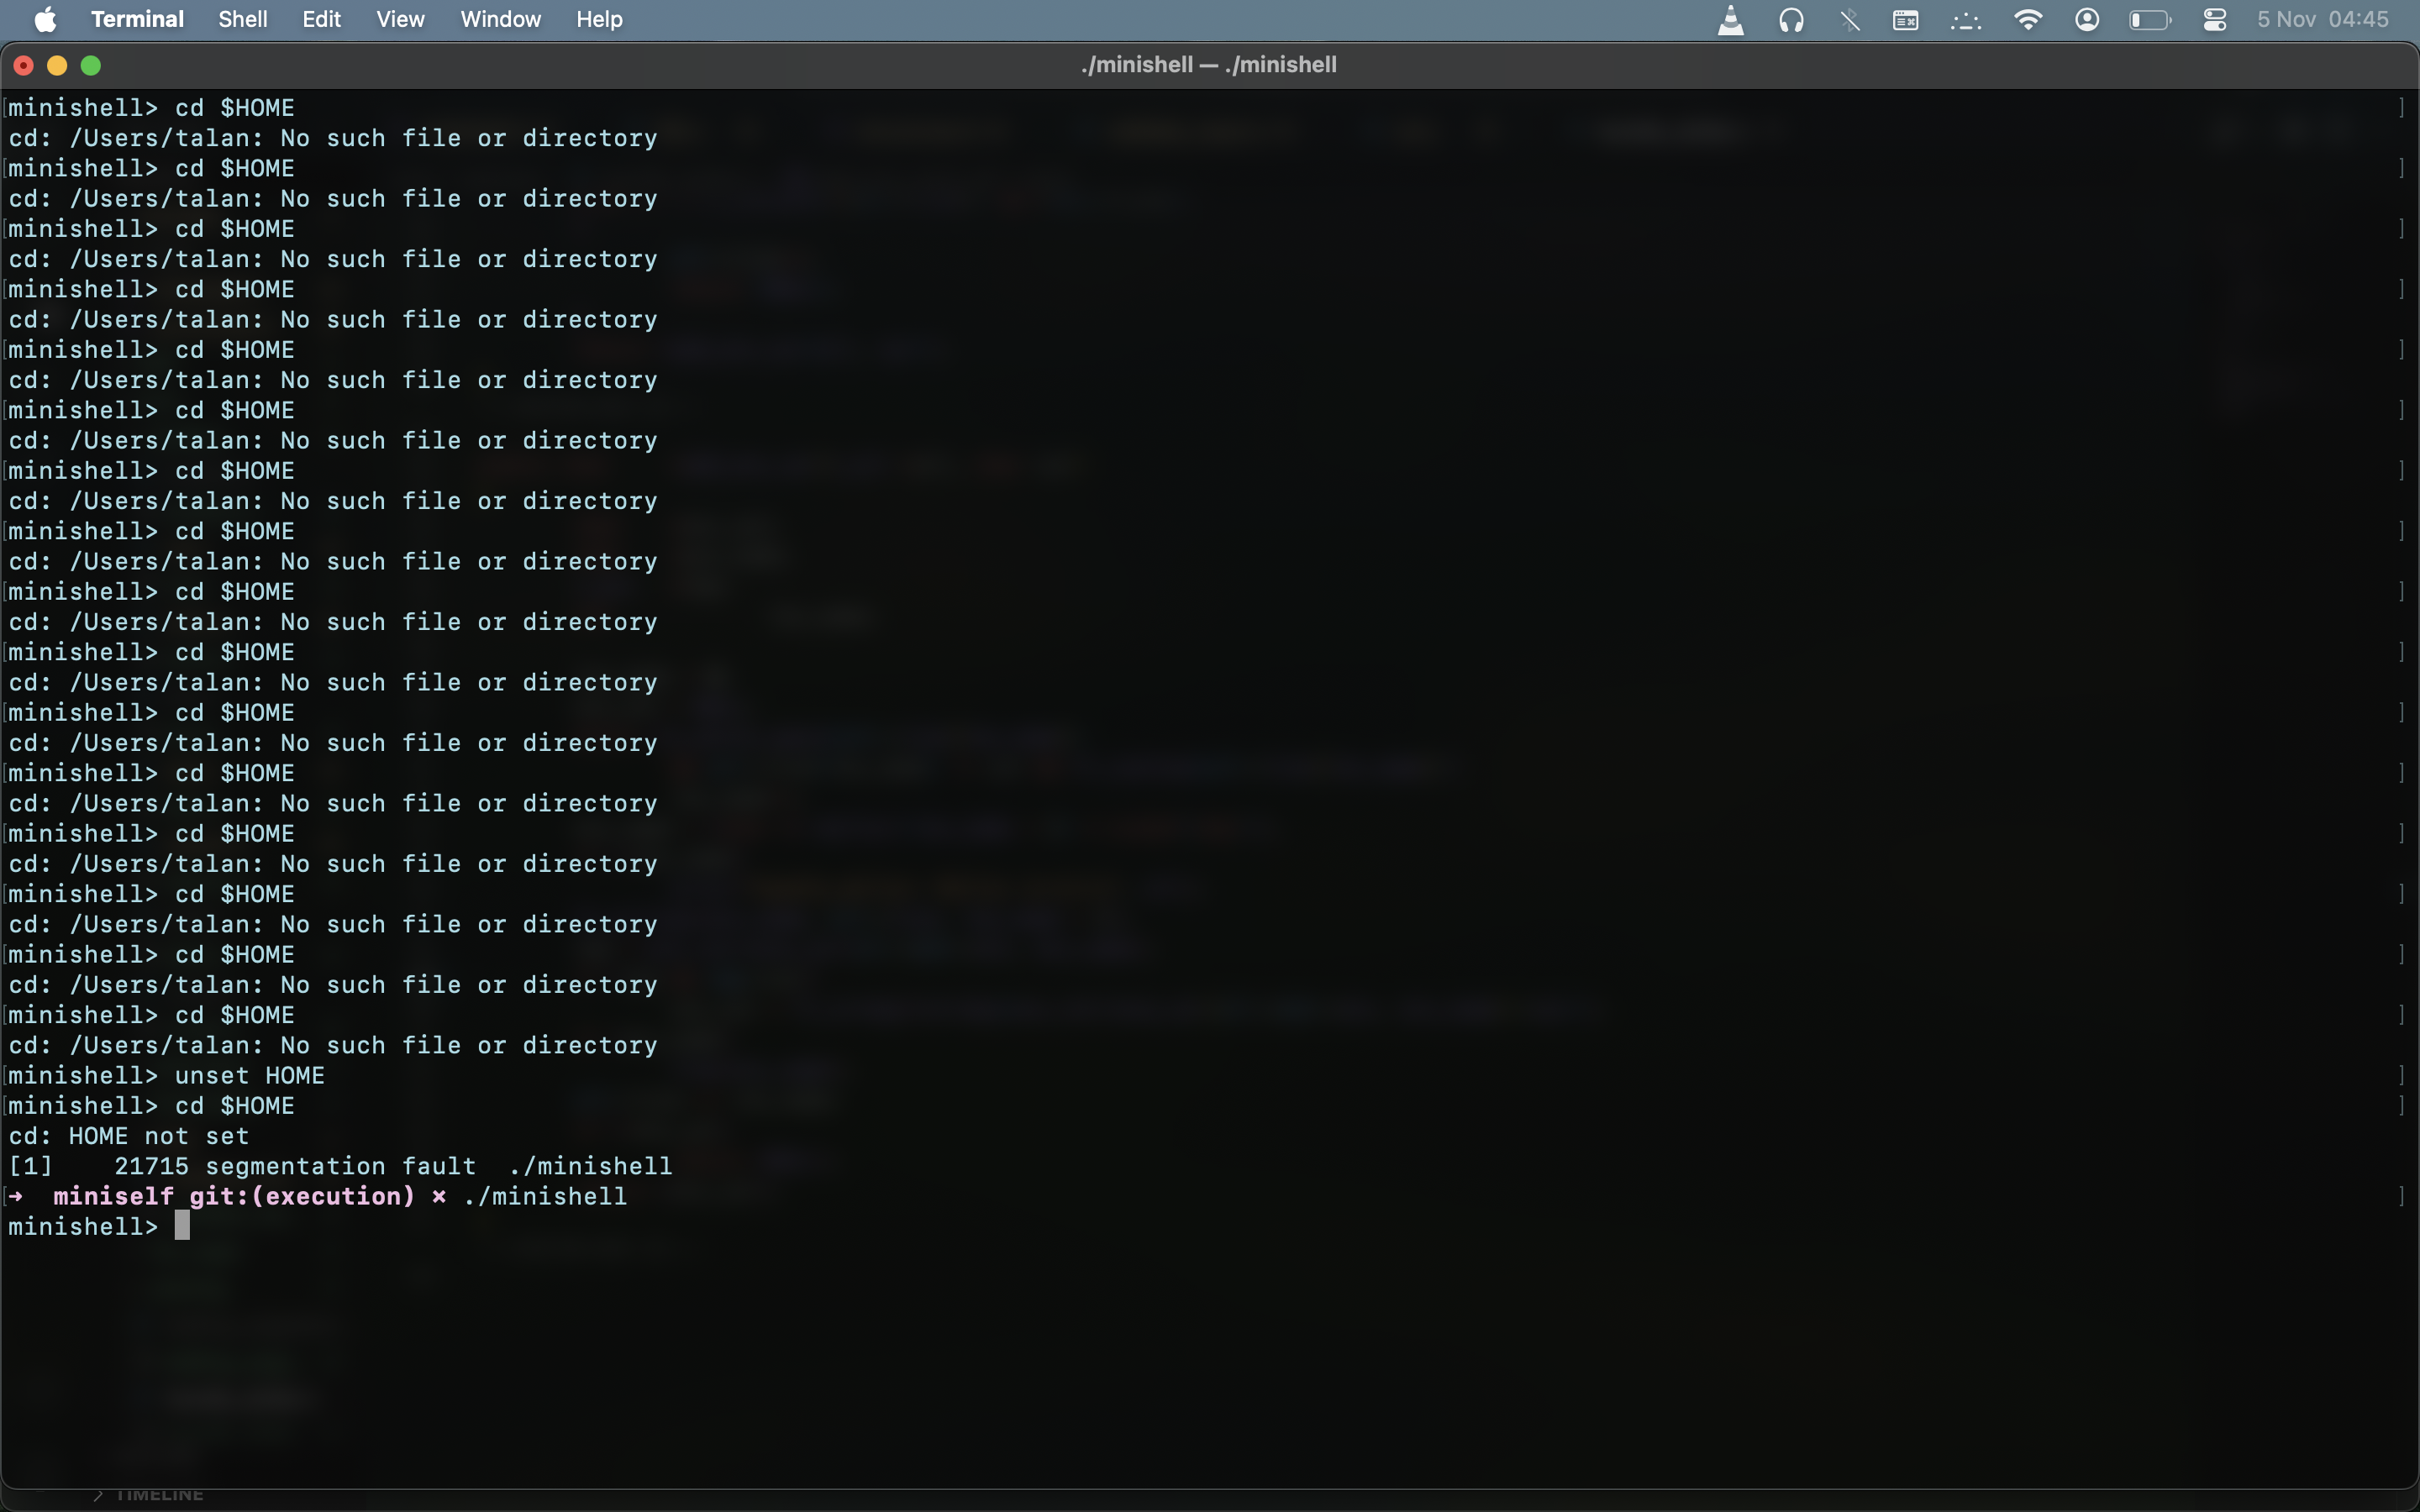 Terminal Shell Edit View Window Help 5 Nov 04:45
./minishell — ./minishell
minishell> cd $HOME
cd: /Users/talan: No such file or directory
minishell> cd $HOME
cd: /Users/talan: No such file or directory
minishell> cd $HOME
cd: /Users/talan: No such file or directory
minishell> cd $HOME
cd: /Users/talan: No such file or directory
minishell> cd $HOME
cd: /Users/talan: No such file or directory
minishell> cd $HOME
cd: /Users/talan: No such file or directory
minishell> cd $HOME
cd: /Users/talan: No such file or directory
minishell> cd $HOME
cd: /Users/talan: No such file or directory
minishell> cd $HOME
cd: /Users/talan: No such file or directory
minishell> cd $HOME
cd: /Users/talan: No such file or directory
minishell> cd $HOME
cd: /Users/talan: No such file or directory
minishell> cd $HOME
cd: /Users/talan: No such file or directory
minishell> cd $HOME
cd: /Users/talan: No such file or directory
minishell> cd $HOME
cd: /Users/talan: No such file or directory
minishell> cd $HOME
cd: /Users/talan: No such file or directory
minishell> cd $HOME
cd: /Users/talan: No such file or directory
minishell> unset HOME
minishell> cd $HOME
cd: HOME not set
[1]    21715 segmentation fault  ./minishell
➜  miniself git:(execution) ✗ ./minishell
minishell>
TIMELINE